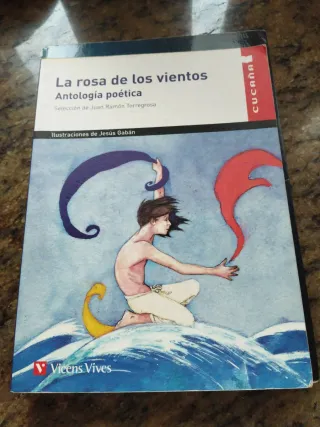 La rosa de los vientos
Antología poética
Selección de Juan Ramón Torregrosa
CUCAÑA
Ilustraciones de Jesús Gabán
Vicens Vives